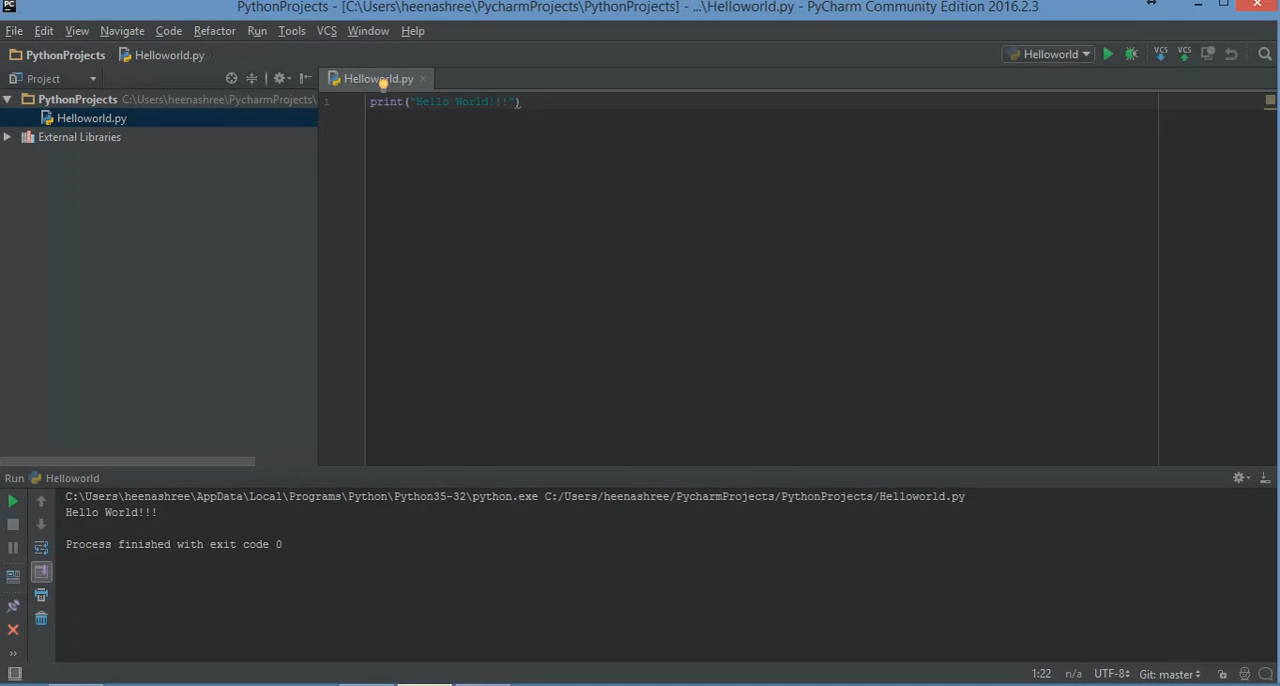 PC
PythonProjects - [C:\Users\heenashree\PycharmProjects\PythonProjects] - ...\Helloworld.py - PyCharm Community Edition 2016.2.3
File Edit View Navigate Code Refactor Run Tools VCS Window Help
PythonProjects Helloworld.py Helloworld VCS VCS
Project Helloworld.py
PythonProjects C:\Users\heenashree\PycharmProjects\
1 print("Hello World!!!")
Helloworld.py
External Libraries
Run Helloworld
C:\Users\heenashree\AppData\Local\Programs\Python\Python35-32\python.exe C:/Users/heenashree/PycharmProjects/PythonProjects/Helloworld.py
Hello World!!!
Process finished with exit code 0
1:22 n/a UTF-8 Git: master